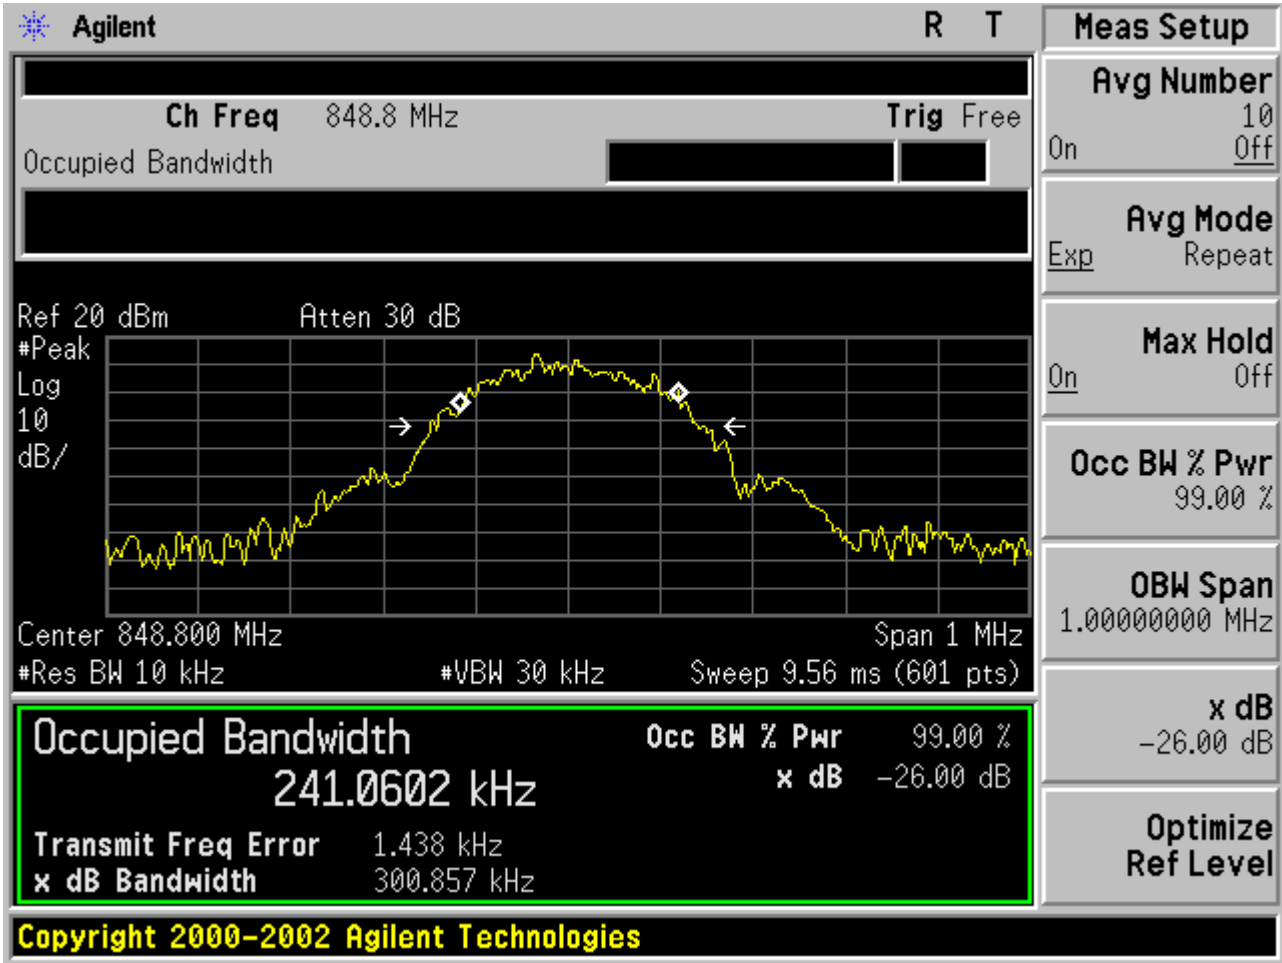 Agilent R T Meas Setup
Ch Freq 848.8 MHz Trig Free
Occupied Bandwidth
Ref 20 dBm Atten 30 dB
#Peak
Log
10
dB/
Center 848.800 MHz Span 1 MHz
#Res BW 10 kHz #VBW 30 kHz Sweep 9.56 ms (601 pts)
Occupied Bandwidth Occ BW % Pwr 99.00 %
241.0602 kHz x dB -26.00 dB
Transmit Freq Error 1.438 kHz
x dB Bandwidth 300.857 kHz
Copyright 2000-2002 Agilent Technologies
Avg Number
10
On Off
Avg Mode
Exp Repeat
Max Hold
On Off
Occ BW % Pwr
99.00 %
OBW Span
1.00000000 MHz
x dB
-26.00 dB
Optimize
Ref Level